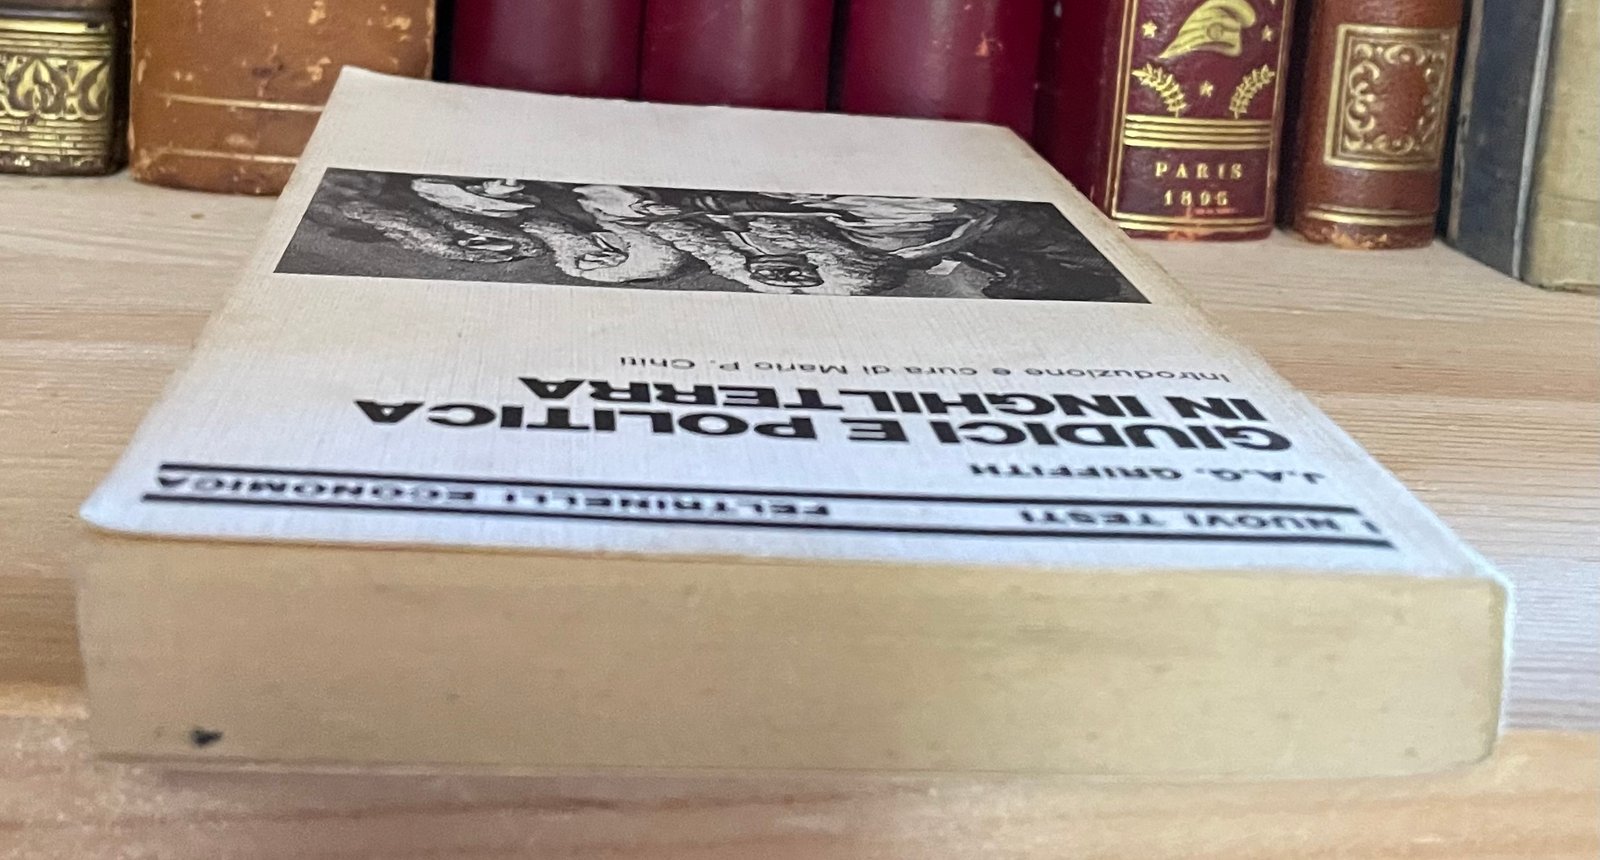 I NUOVI TESTI FELTRINELLI ECONOMICA
J.A.G. GRIFFITH
GIUDICI E POLITICA
IN INGHILTERRA
Introduzione e cura di Mario P. Chiti
PARIS
1895